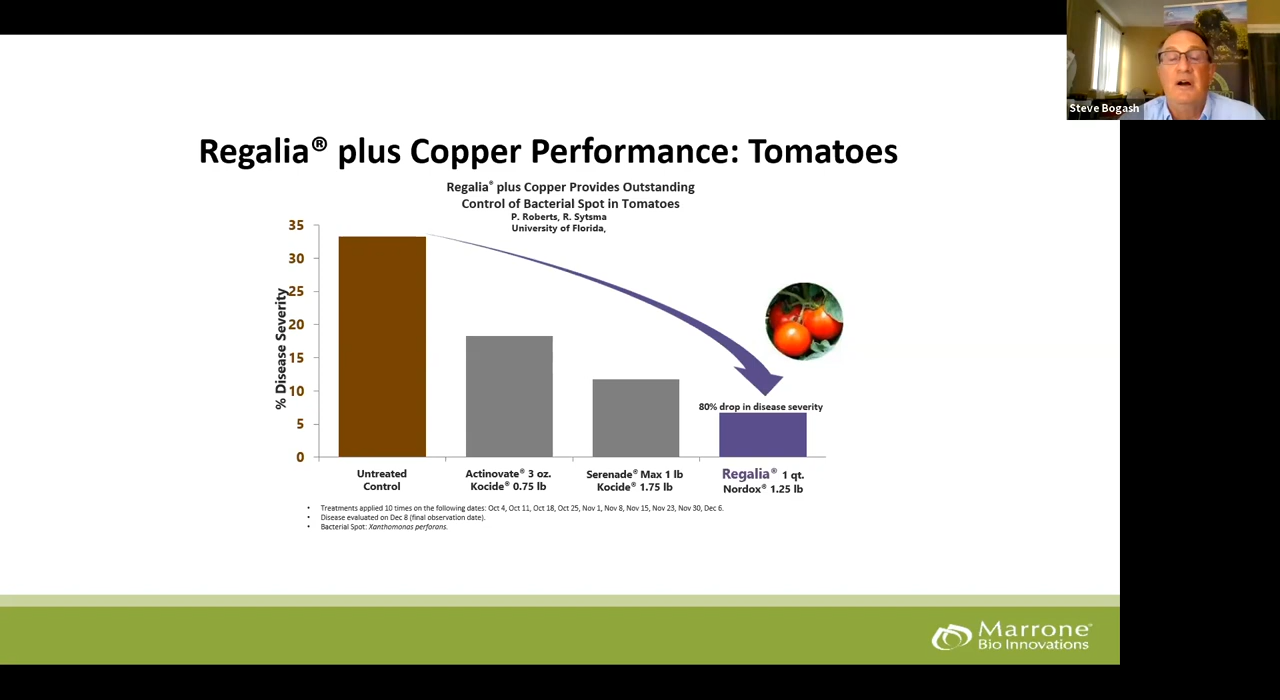 Steve Bogash
Regalia® plus Copper Performance: Tomatoes
Regalia® plus Copper Provides Outstanding
Control of Bacterial Spot in Tomatoes
P. Roberts, R. Sytsma
University of Florida,
% Disease Severity
35
30
25
20
15
10
5
0
80% drop in disease severity
Untreated
Control
Actinovate® 3 oz.
Kocide® 0.75 lb
Serenade® Max 1 lb
Kocide® 1.75 lb
Regalia® 1 qt.
Nordox® 1.25 lb
• Treatments applied 10 times on the following dates: Oct 4, Oct 11, Oct 18, Oct 25, Nov 1, Nov 8, Nov 15, Nov 23, Nov 30, Dec 6.
• Disease evaluated on Dec 8 (final observation date).
• Bacterial Spot: Xanthomonas perforans.
Marrone™
Bio Innovations